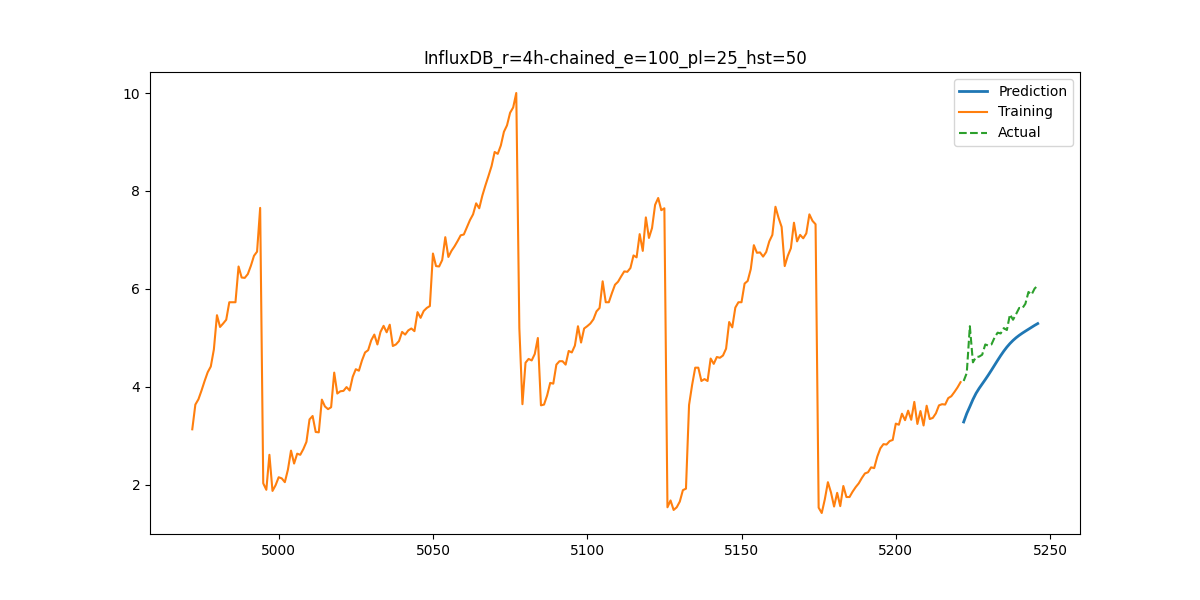 InfluxDB_r=4h-chained_e=100_pl=25_hst=50
Prediction
Training
Actual
10
8
6
4
2
5000 5050 5100 5150 5200 5250